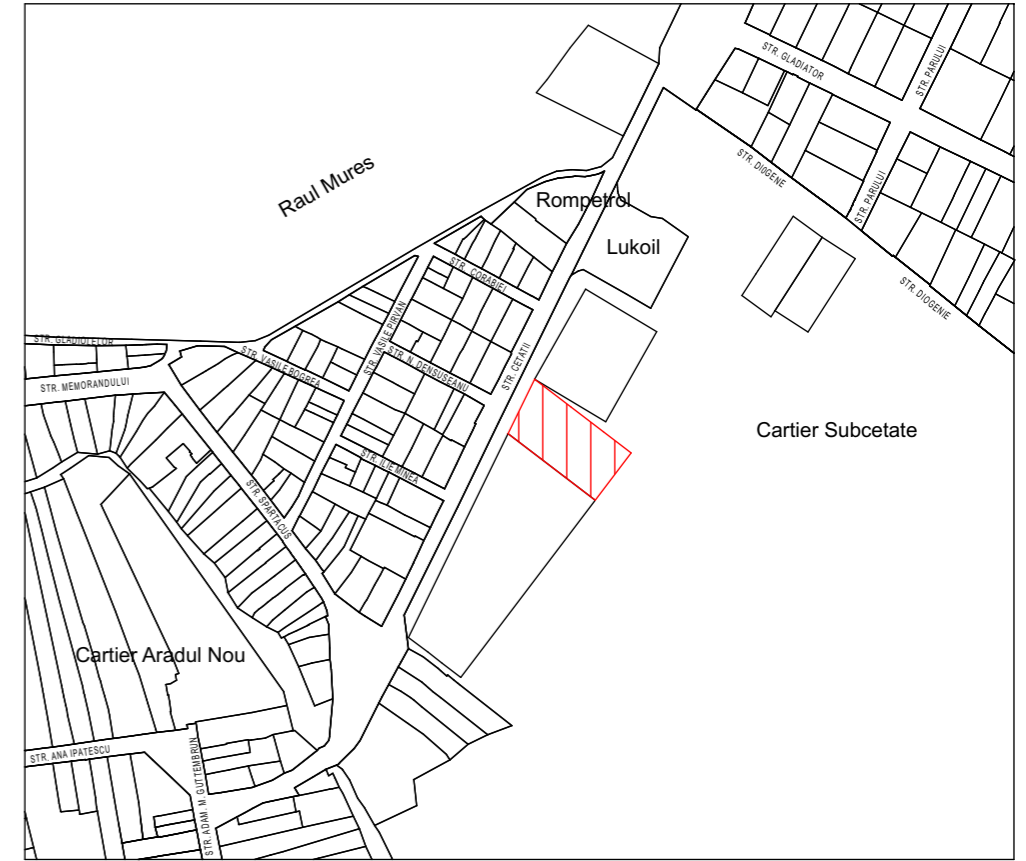 STR. GLADIATOR
STR. PARULUI
STR. DIOGENE
Raul Mures
STR. PARULUI
Rompetrol
Lukoil
STR. CORABIEI
STR. DIOGENIE
STR. VASILE PIRVAN
STR. GLADIOLELOR
STR. VASILE BOGREA
STR. N. DENSUSEANU
STR. CETATII
STR. MEMORANDULUI
Cartier Subcetate
STR. ILIE MINEA
STR. SPARTACUS
Cartier Aradul Nou
STR. ANA IPATESCU
STR. ADAM. M. GUTTEMBRUN